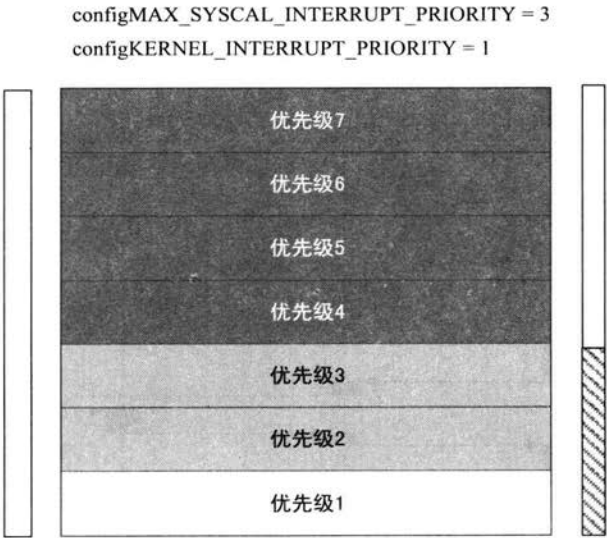 configMAX_SYSCAL_INTERRUPT_PRIORITY = 3
configKERNEL_INTERRUPT_PRIORITY = 1
优先级7
优先级6
优先级5
优先级4
优先级3
优先级2
优先级1